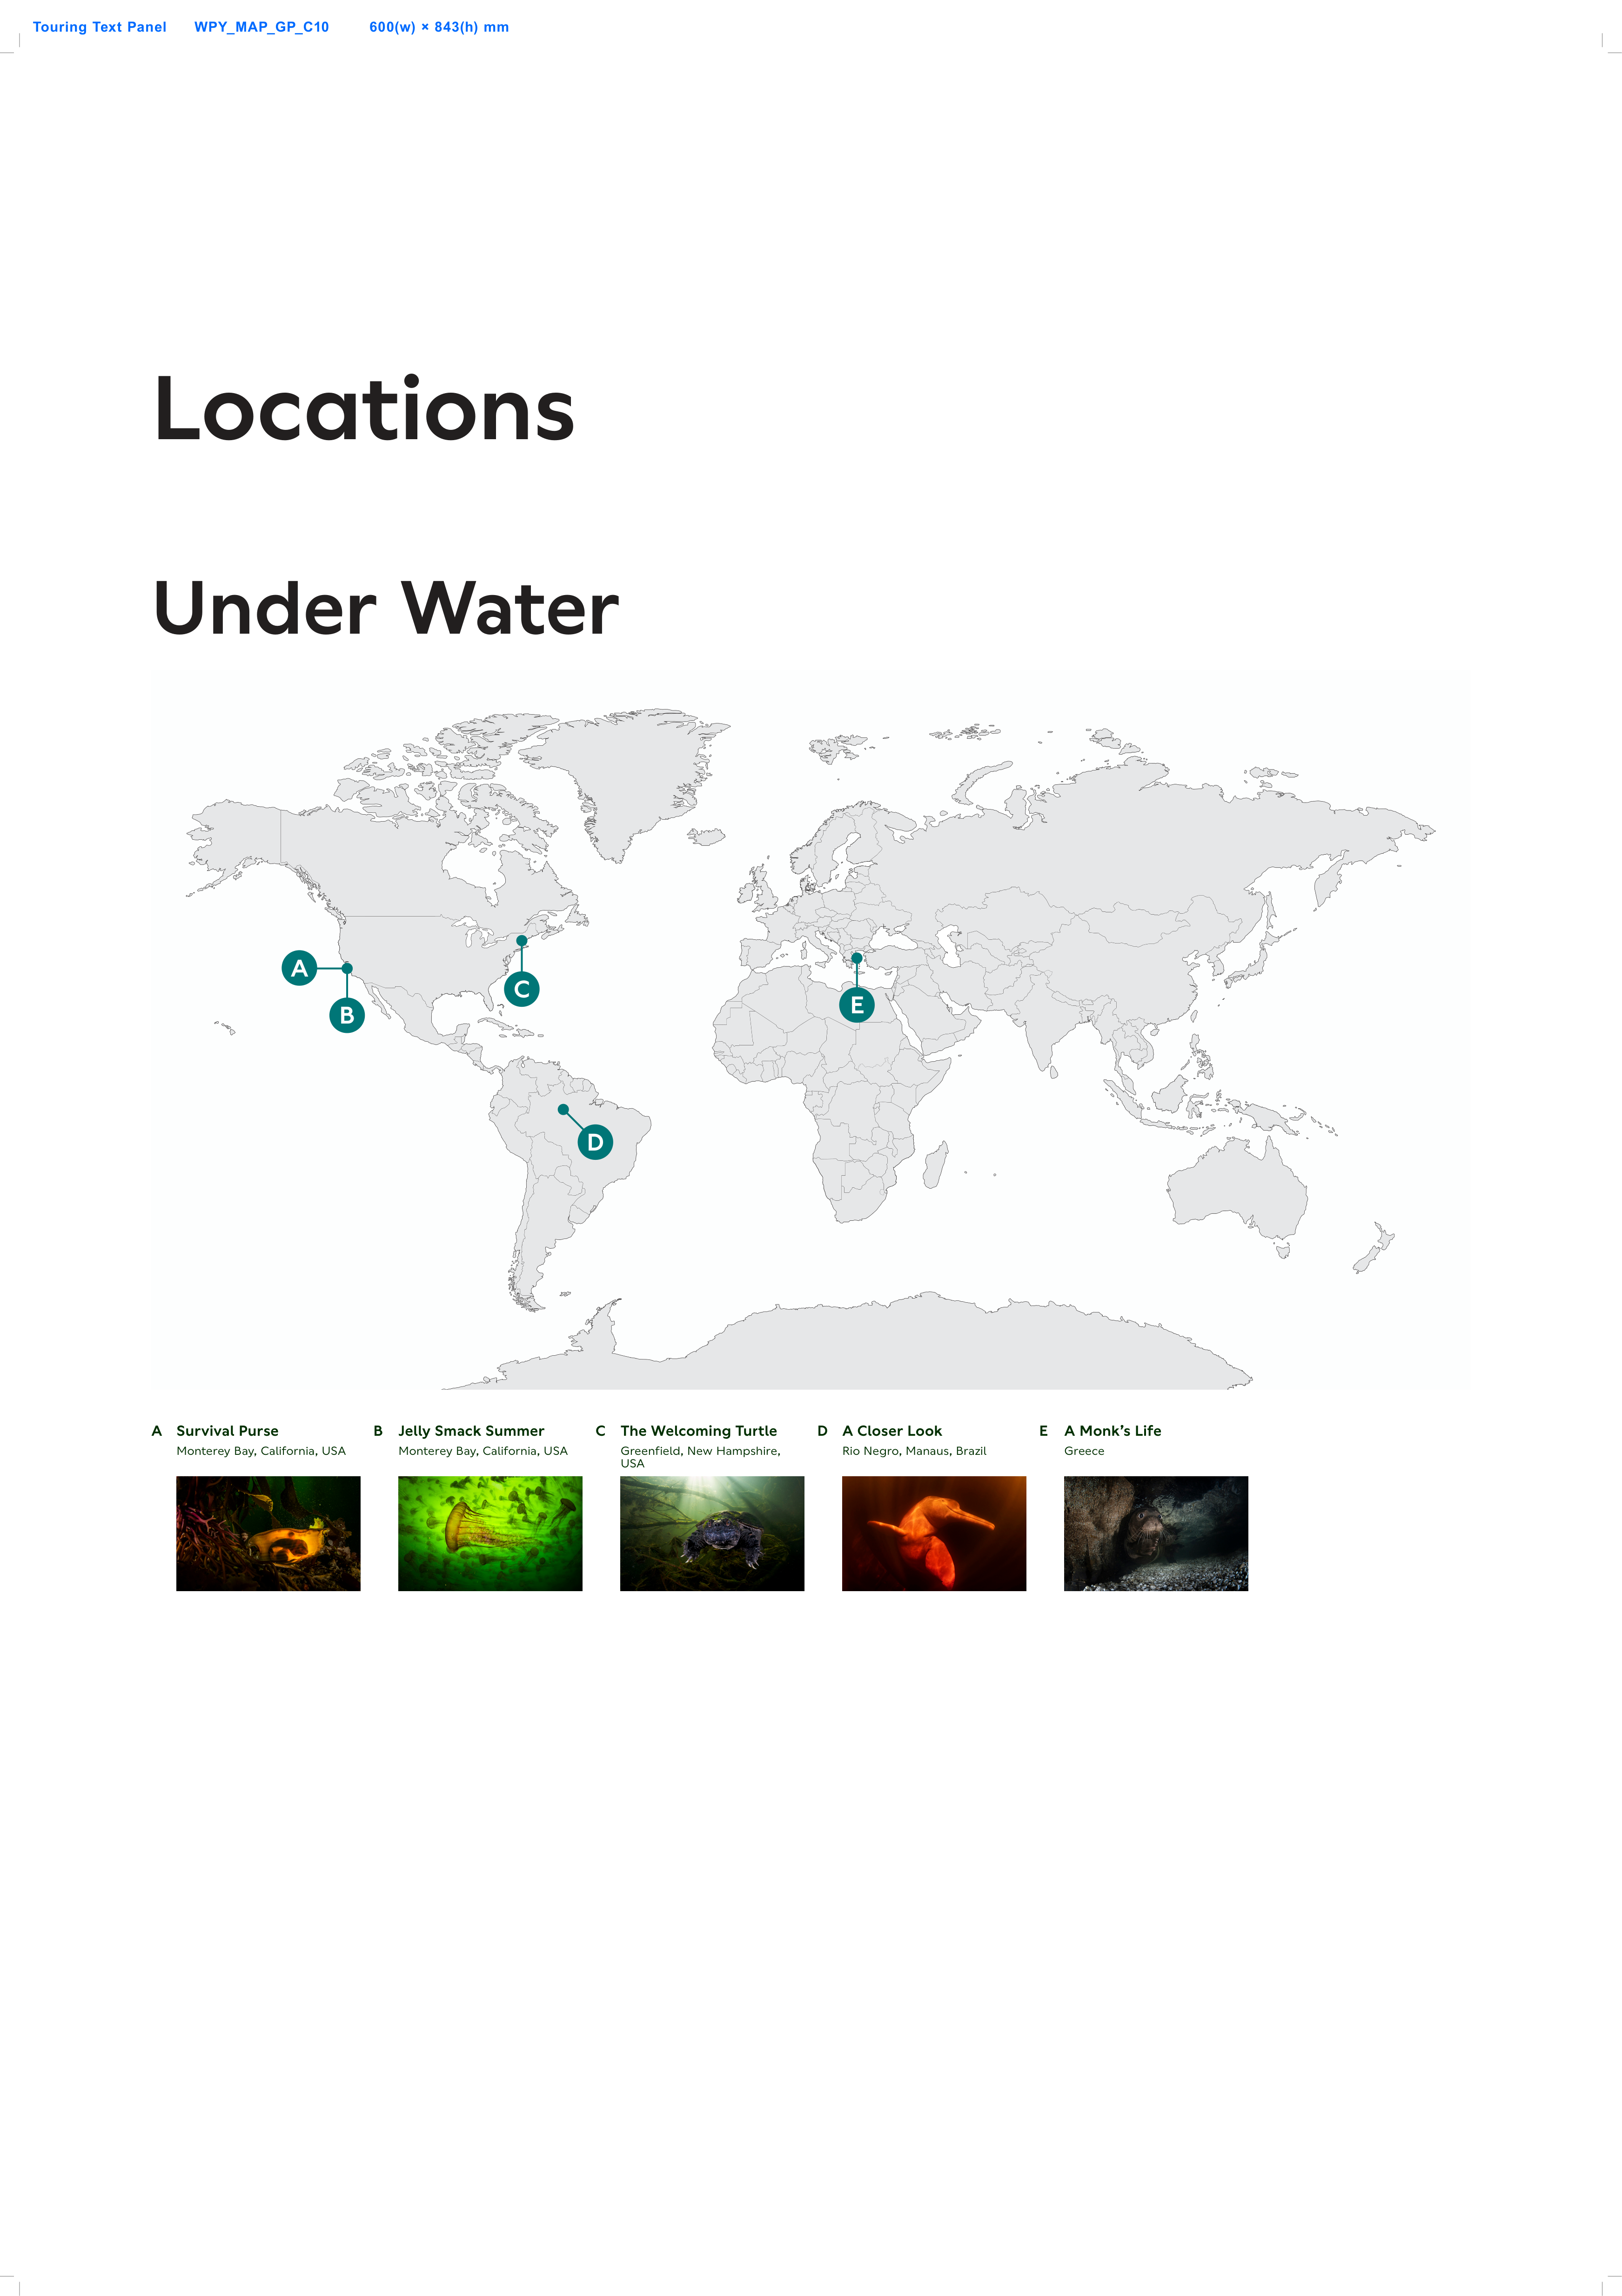 Touring Text Panel WPY_MAP_GP_C10 600(w) × 843(h) mm
Locations
Under Water
A
B
C
E
D
A Survival Purse
Monterey Bay, California, USA
B Jelly Smack Summer
Monterey Bay, California, USA
C The Welcoming Turtle
Greenfield, New Hampshire,
USA
D A Closer Look
Rio Negro, Manaus, Brazil
E A Monk’s Life
Greece